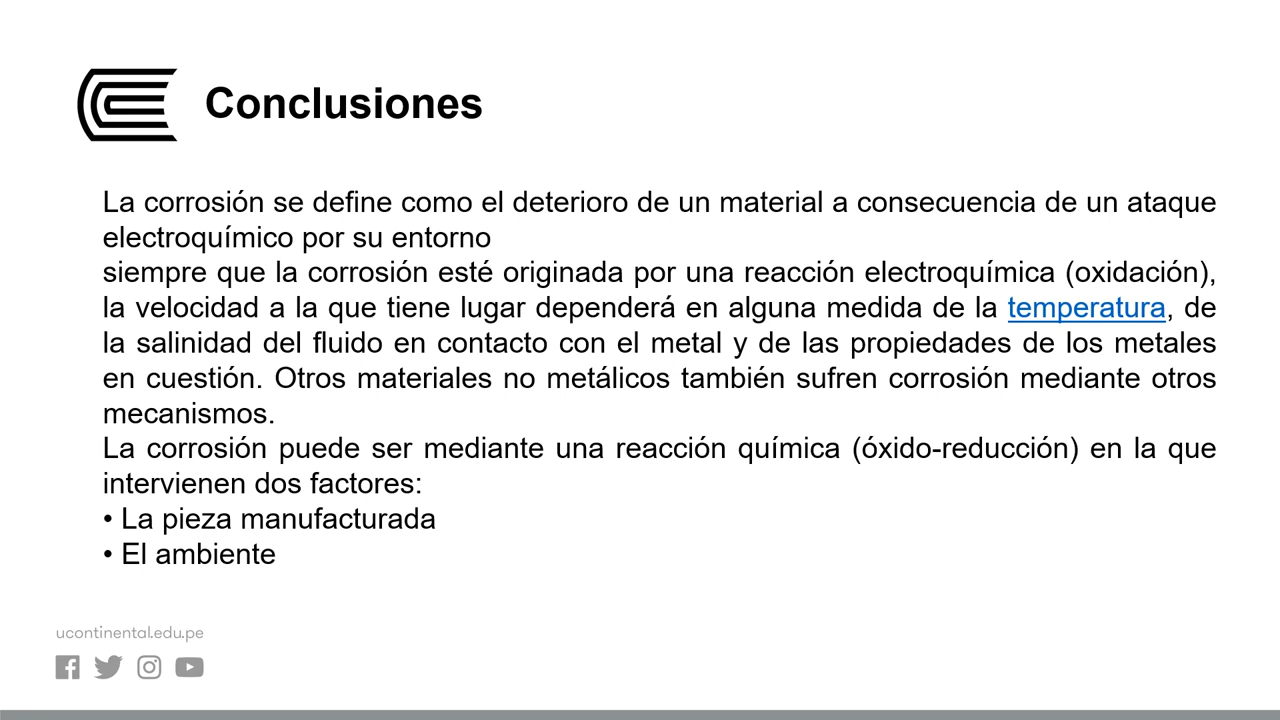 Conclusiones
La corrosión se define como el deterioro de un material a consecuencia de un ataque
electroquímico por su entorno
siempre que la corrosión esté originada por una reacción electroquímica (oxidación),
la velocidad a la que tiene lugar dependerá en alguna medida de la temperatura, de
la salinidad del fluido en contacto con el metal y de las propiedades de los metales
en cuestión. Otros materiales no metálicos también sufren corrosión mediante otros
mecanismos.
La corrosión puede ser mediante una reacción química (óxido-reducción) en la que
intervienen dos factores:
• La pieza manufacturada
• El ambiente
ucontinental.edu.pe